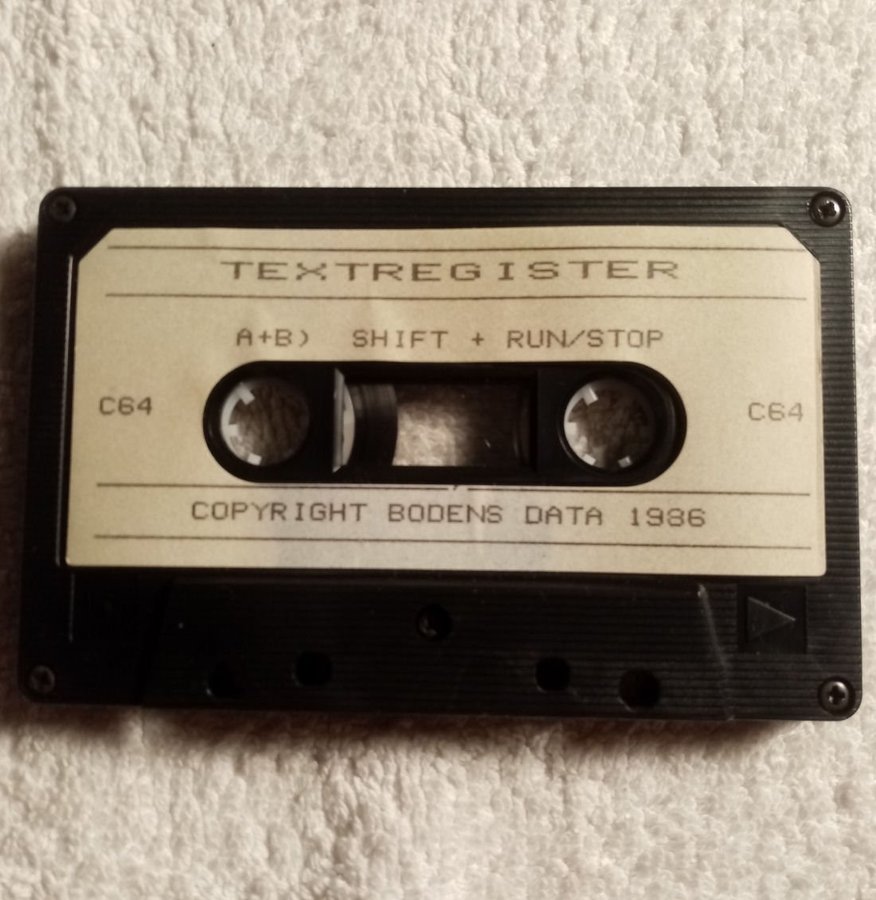 TEXTREGISTER
A+B) SHIFT + RUN/STOP
C64 C64
COPYRIGHT BODENS DATA 1986